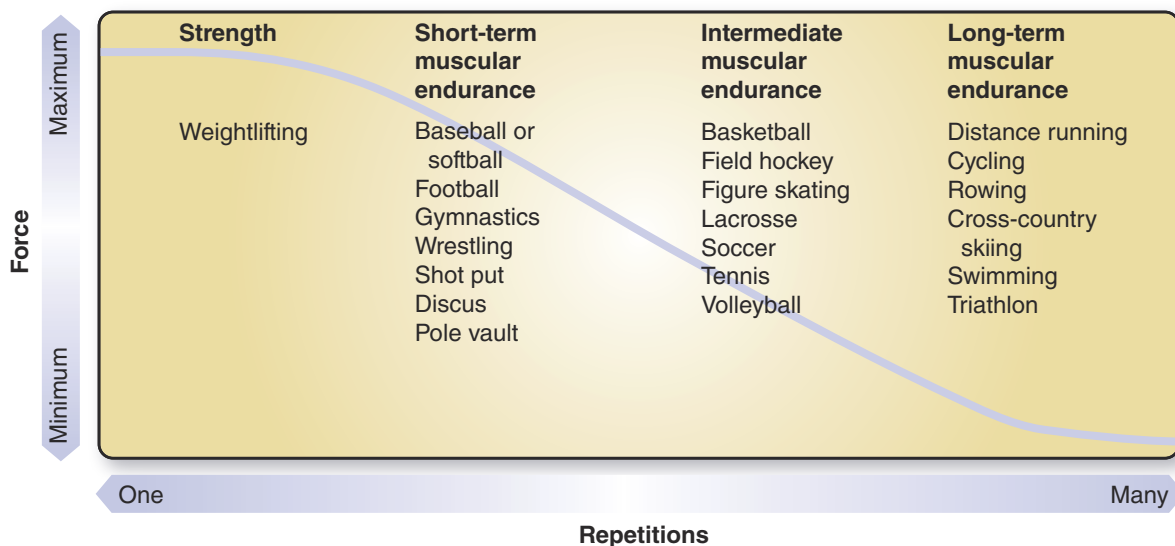 Force
Maximum
Minimum
Strength
Weightlifting
Short-term
muscular
endurance
Baseball or
softball
Football
Gymnastics
Wrestling
Shot put
Discus
Pole vault
Intermediate
muscular
endurance
Basketball
Field hockey
Figure skating
Lacrosse
Soccer
Tennis
Volleyball
Long-term
muscular
endurance
Distance running
Cycling
Rowing
Cross-country
skiing
Swimming
Triathlon
One
Many
Repetitions